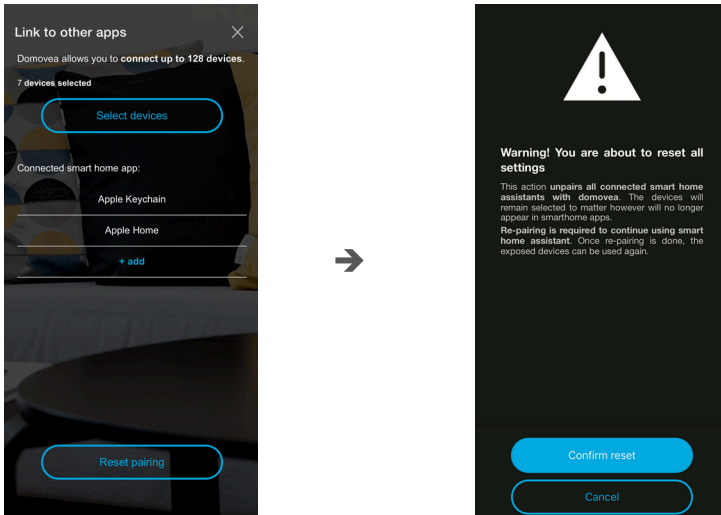 Link to other apps
Domovea allows you to connect up to 128 devices.
7 devices selected
Select devices
Connected smart home app:
Apple Keychain
Apple Home
+ add
Reset pairing
Warning! You are about to reset all
settings
This action unpairs all connected smart home
assistants with domovea. The devices will
remain selected to matter however will no longer
appear in smarthome apps.
Re-pairing is required to continue using smart
home assistant. Once re-pairing is done, the
exposed devices can be used again.
Confirm reset
Cancel